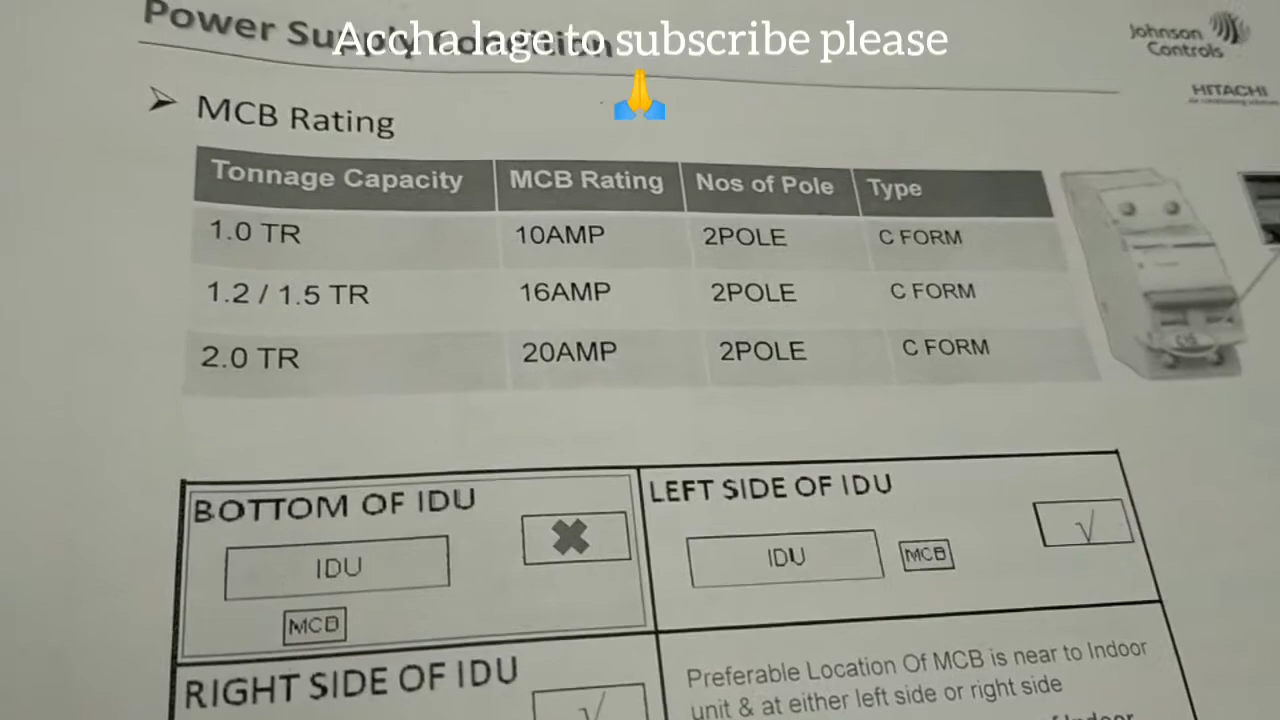 Power Supply Condition
Accha lage to subscribe please
🙏
Johnson
Controls
HITACHI
MCB Rating
Tonnage Capacity MCB Rating Nos of Pole Type
1.0 TR 10AMP 2POLE C FORM
1.2 / 1.5 TR 16AMP 2POLE C FORM
2.0 TR 20AMP 2POLE C FORM
BOTTOM OF IDU
IDU
MCB
LEFT SIDE OF IDU
IDU
MCB
RIGHT SIDE OF IDU
Preferable Location Of MCB is near to Indoor
unit & at either left side or right side